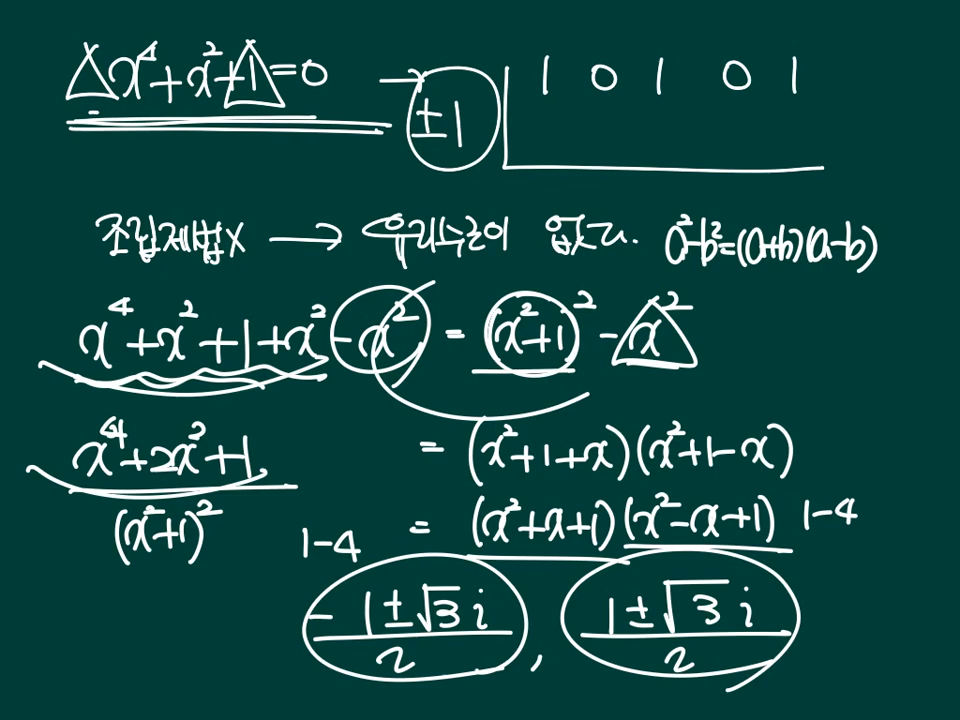 x⁴+x²+1=0 → ±1 | 1 0 1 0 1
조립제법X → 유리수근이 없다. a²-b²=(a+b)(a-b)
x⁴+x²+1+x²-x² = (x²+1)²-x²
x⁴+2x²+1 = (x²+1+x)(x²+1-x)
(x²+1)² 1-4 = (x²+x+1)(x²-x+1) 1-4
-1±√3i/2 , 1±√3i/2